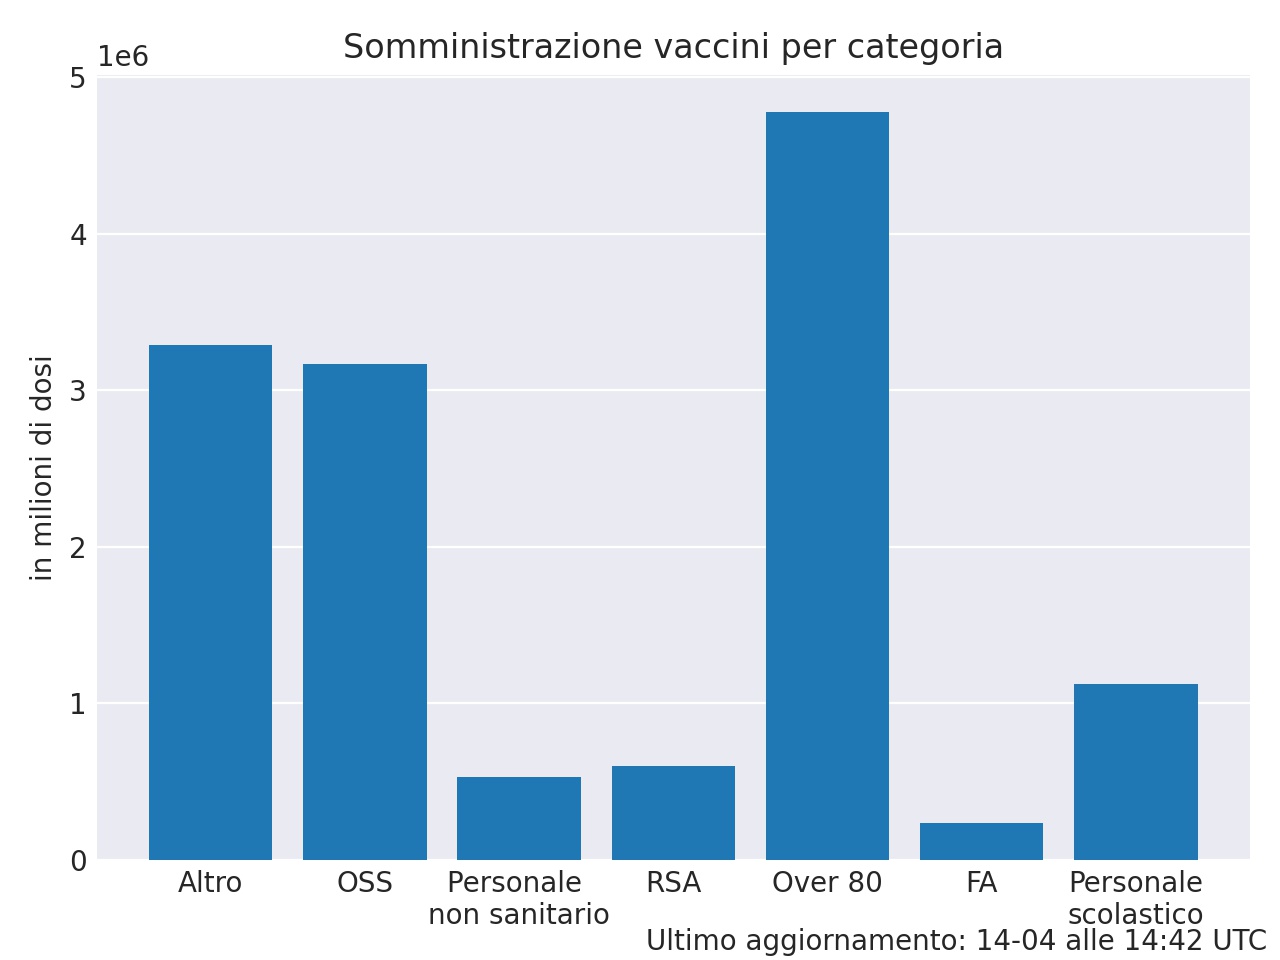 Somministrazione vaccini per categoria
1e6
5
4
3
2
1
0
in milioni di dosi
Altro
OSS
Personale
non sanitario
RSA
Over 80
FA
Personale
scolastico
Ultimo aggiornamento: 14-04 alle 14:42 UTC